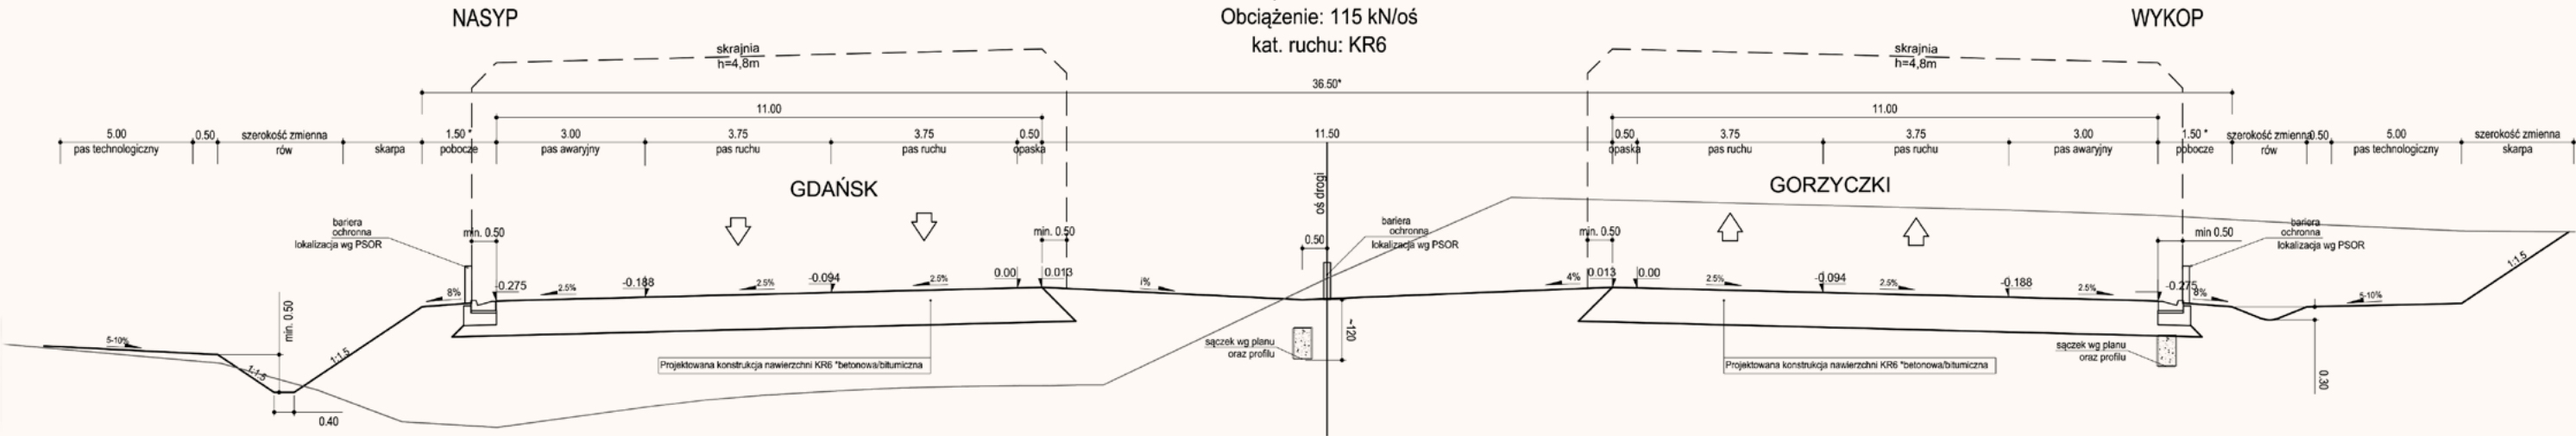 NASYP
Obciążenie: 115 kN/oś
WYKOP
kat. ruchu: KR6
skrajnia
h=4,8m
skrajnia
h=4,8m
36.50*
11.00
11.00
5.00
0.50
szerokość zmienna
1.50 *
3.00
3.75
3.75
0.50
11.50
0.50
3.75
3.75
3.00
1.50 *
szerokość zmienna
0.50
5.00
szerokość zmienna
pas technologiczny
rów
skarpa
pobocze
pas awaryjny
pas ruchu
pas ruchu
opaska
opaska
pas ruchu
pas ruchu
pas awaryjny
pobocze
rów
pas technologiczny
skarpa
GDAŃSK
oś drogi
GORZYCZKI
bariera
ochronna
lokalizacja wg PSOR
min. 0.50
min. 0.50
0.50
bariera
ochronna
lokalizacja wg PSOR
min. 0.50
min 0.50
bariera
ochronna
lokalizacja wg PSOR
8%
-0.275
2.5%
-0.188
2.5%
-0.094
2.5%
0.00
0.013
i%
4%
0.013
0.00
2.5%
-0.094
2.5%
-0.188
2.5%
-0.275
8%
5-10%
1:1.5
min. 0.50
5-10%
1:1.5
1:1.5
0.40
~120
sączek wg planu
oraz profilu
sączek wg planu
oraz profilu
Projektowana konstrukcja nawierzchni KR6 *betonowa/bitumiczna
Projektowana konstrukcja nawierzchni KR6 *betonowa/bitumiczna
0.30